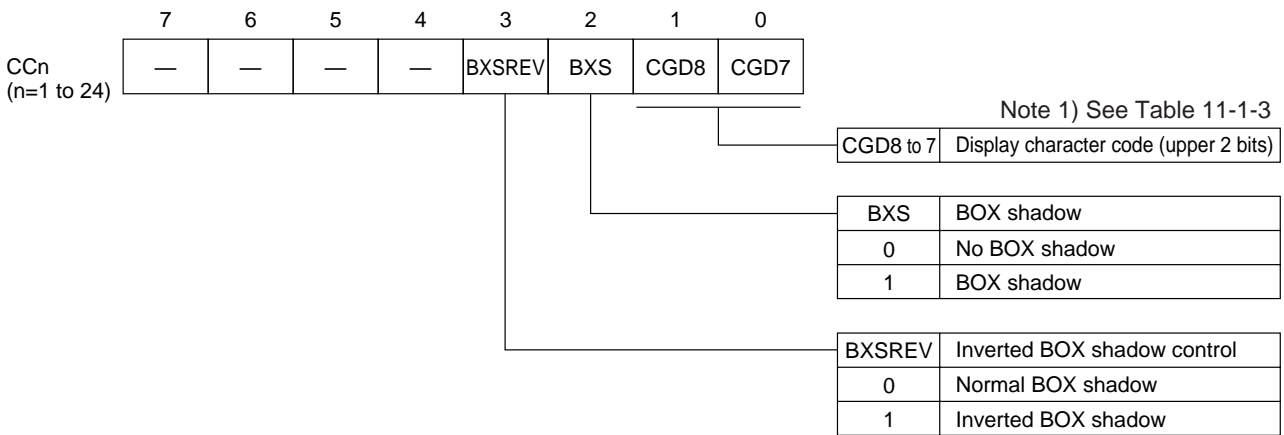 7 6 5 4 3 2 1 0
CCn
(n=1 to 24)
— — — — BXSREV BXS CGD8 CGD7
Note 1) See Table 11-1-3
CGD8 to 7 Display character code (upper 2 bits)
BXS BOX shadow
0 No BOX shadow
1 BOX shadow
BXSREV Inverted BOX shadow control
0 Normal BOX shadow
1 Inverted BOX shadow